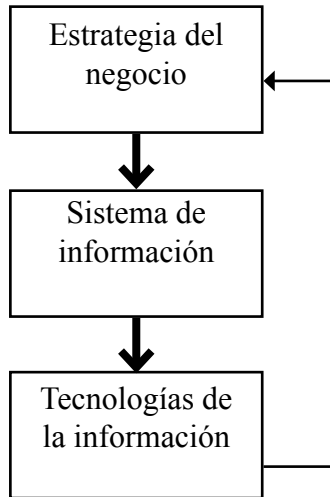 Estrategia del
negocio
Sistema de
información
Tecnologías de
la información